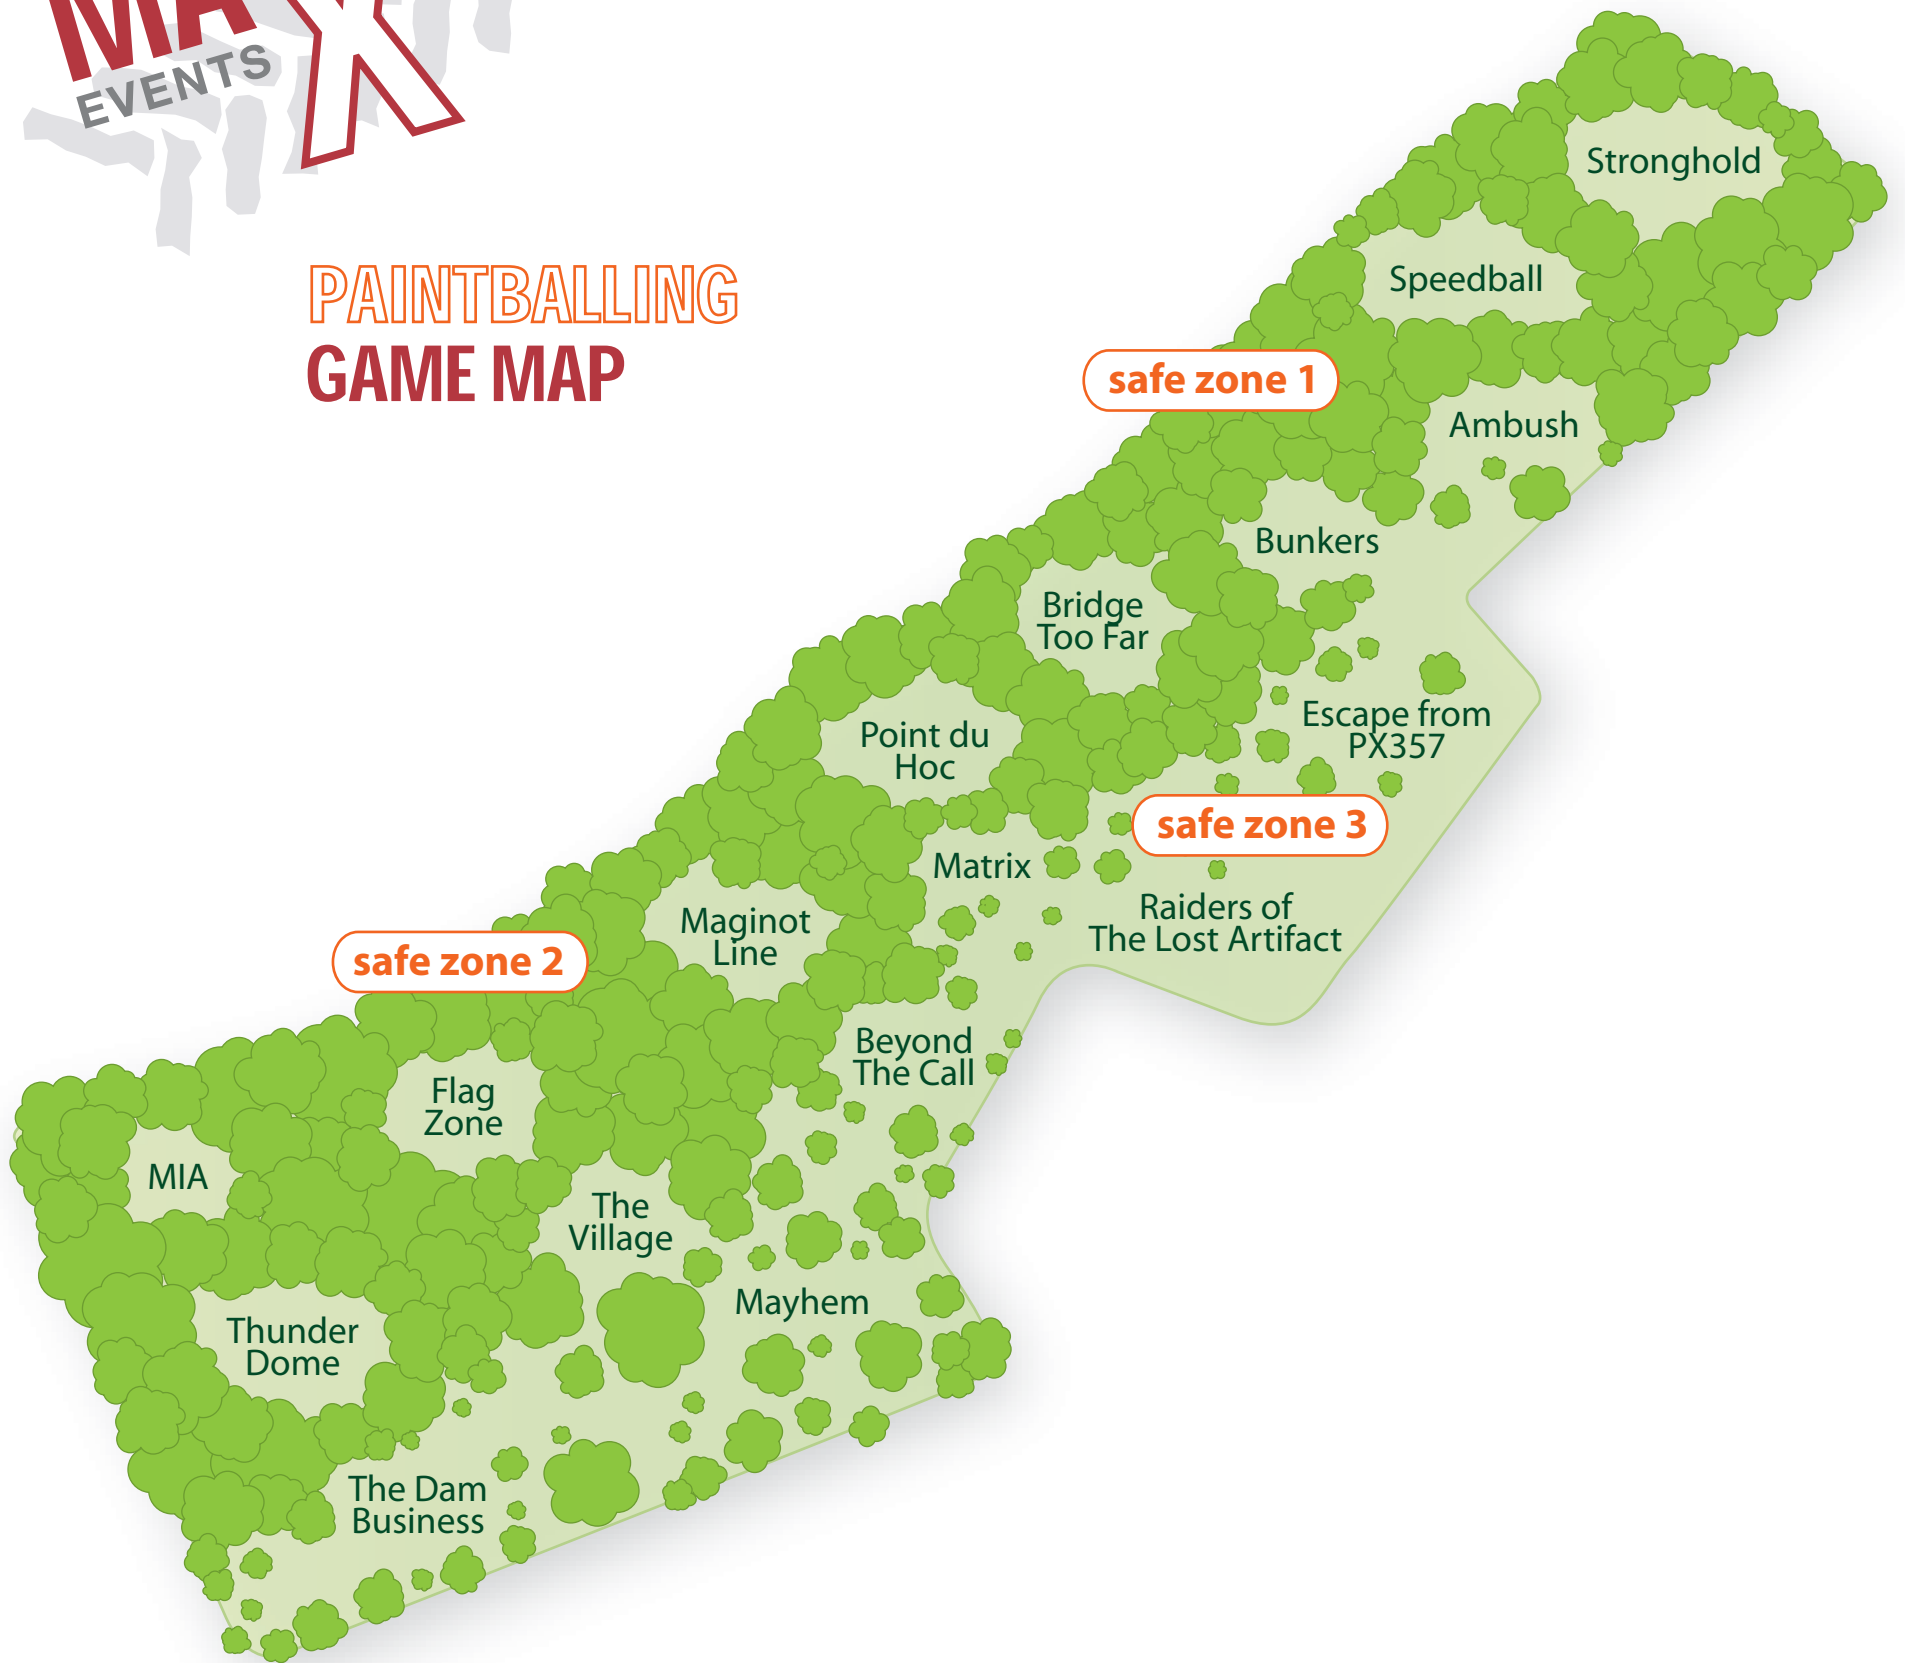 MAX
EVENTS
PAINTBALLING
GAME MAP
Stronghold
Speedball
safe zone 1
Ambush
Bunkers
Bridge
Too Far
Escape from
PX357
Point du
Hoc
safe zone 3
Matrix
Raiders of
The Lost Artifact
Maginot
Line
safe zone 2
Beyond
The Call
Flag
Zone
MIA
The
Village
Mayhem
Thunder
Dome
The Dam
Business